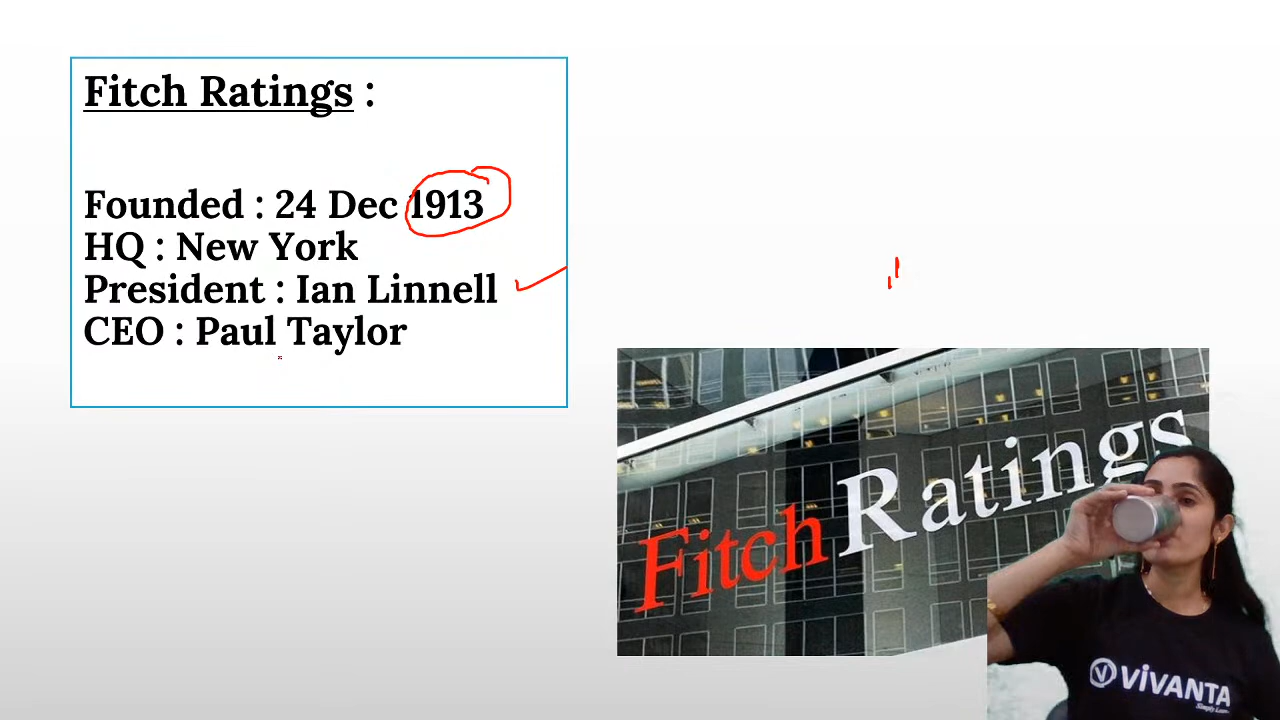 Fitch Ratings :
Founded : 24 Dec 1913
HQ : New York
President : Ian Linnell
CEO : Paul Taylor
Fitch Ratings
V VIVANTA